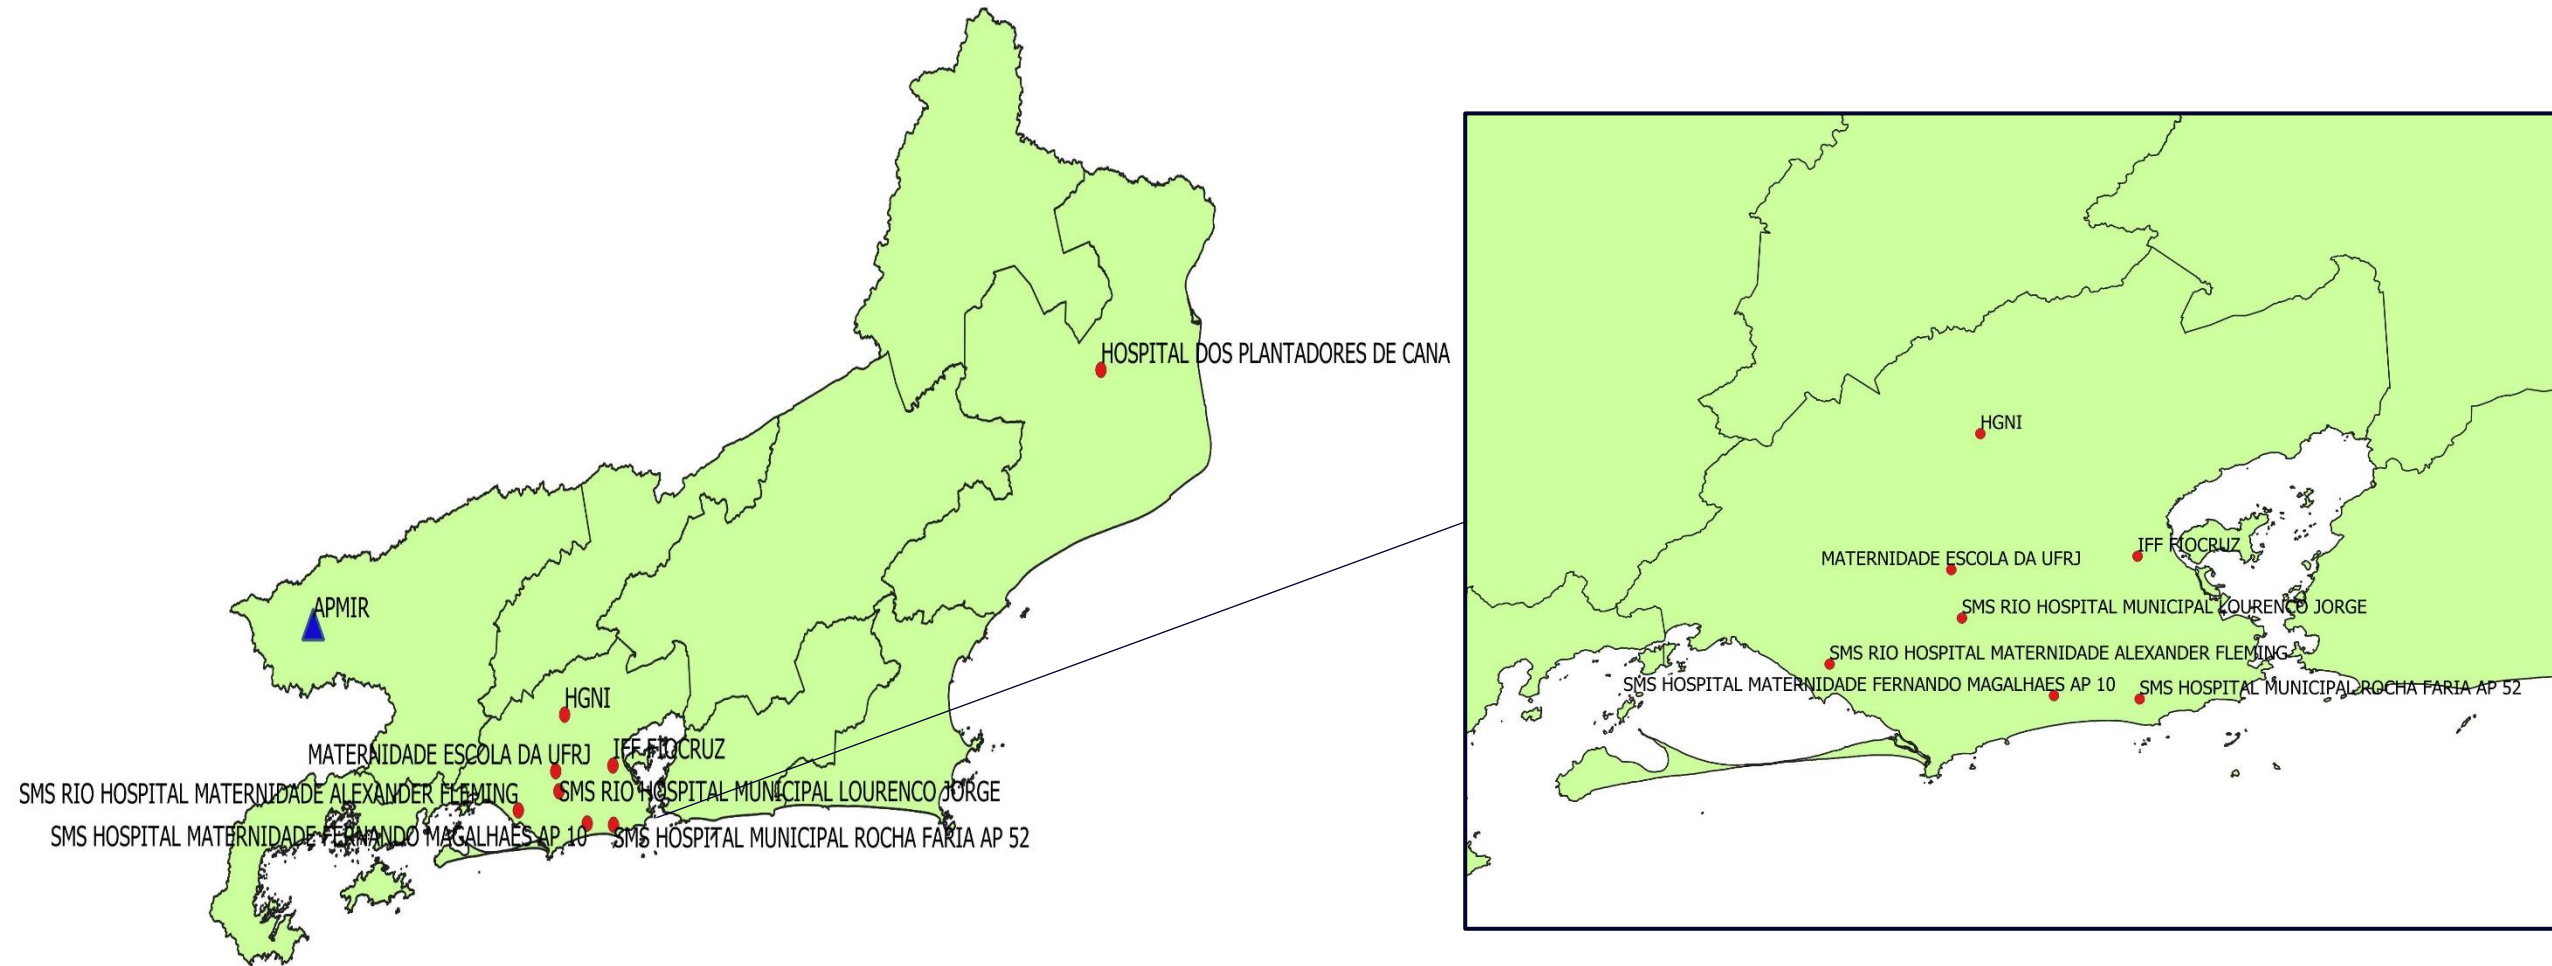 HOSPITAL DOS PLANTADORES DE CANA
APMIR
HGNI
MATERNIDADE ESCOLA DA UFRJ
IFF FIOCRUZ
SMS RIO HOSPITAL MATERNIDADE ALEXANDER FLEMING
SMS RIO HOSPITAL MUNICIPAL LOURENCO JORGE
SMS HOSPITAL MATERNIDADE FERNANDO MAGALHAES AP 10
SMS HOSPITAL MUNICIPAL ROCHA FARIA AP 52
HGNI
IFF FIOCRUZ
MATERNIDADE ESCOLA DA UFRJ
SMS RIO HOSPITAL MUNICIPAL LOURENCO JORGE
SMS RIO HOSPITAL MATERNIDADE ALEXANDER FLEMING
SMS HOSPITAL MATERNIDADE FERNANDO MAGALHAES AP 10
SMS HOSPITAL MUNICIPAL ROCHA FARIA AP 52